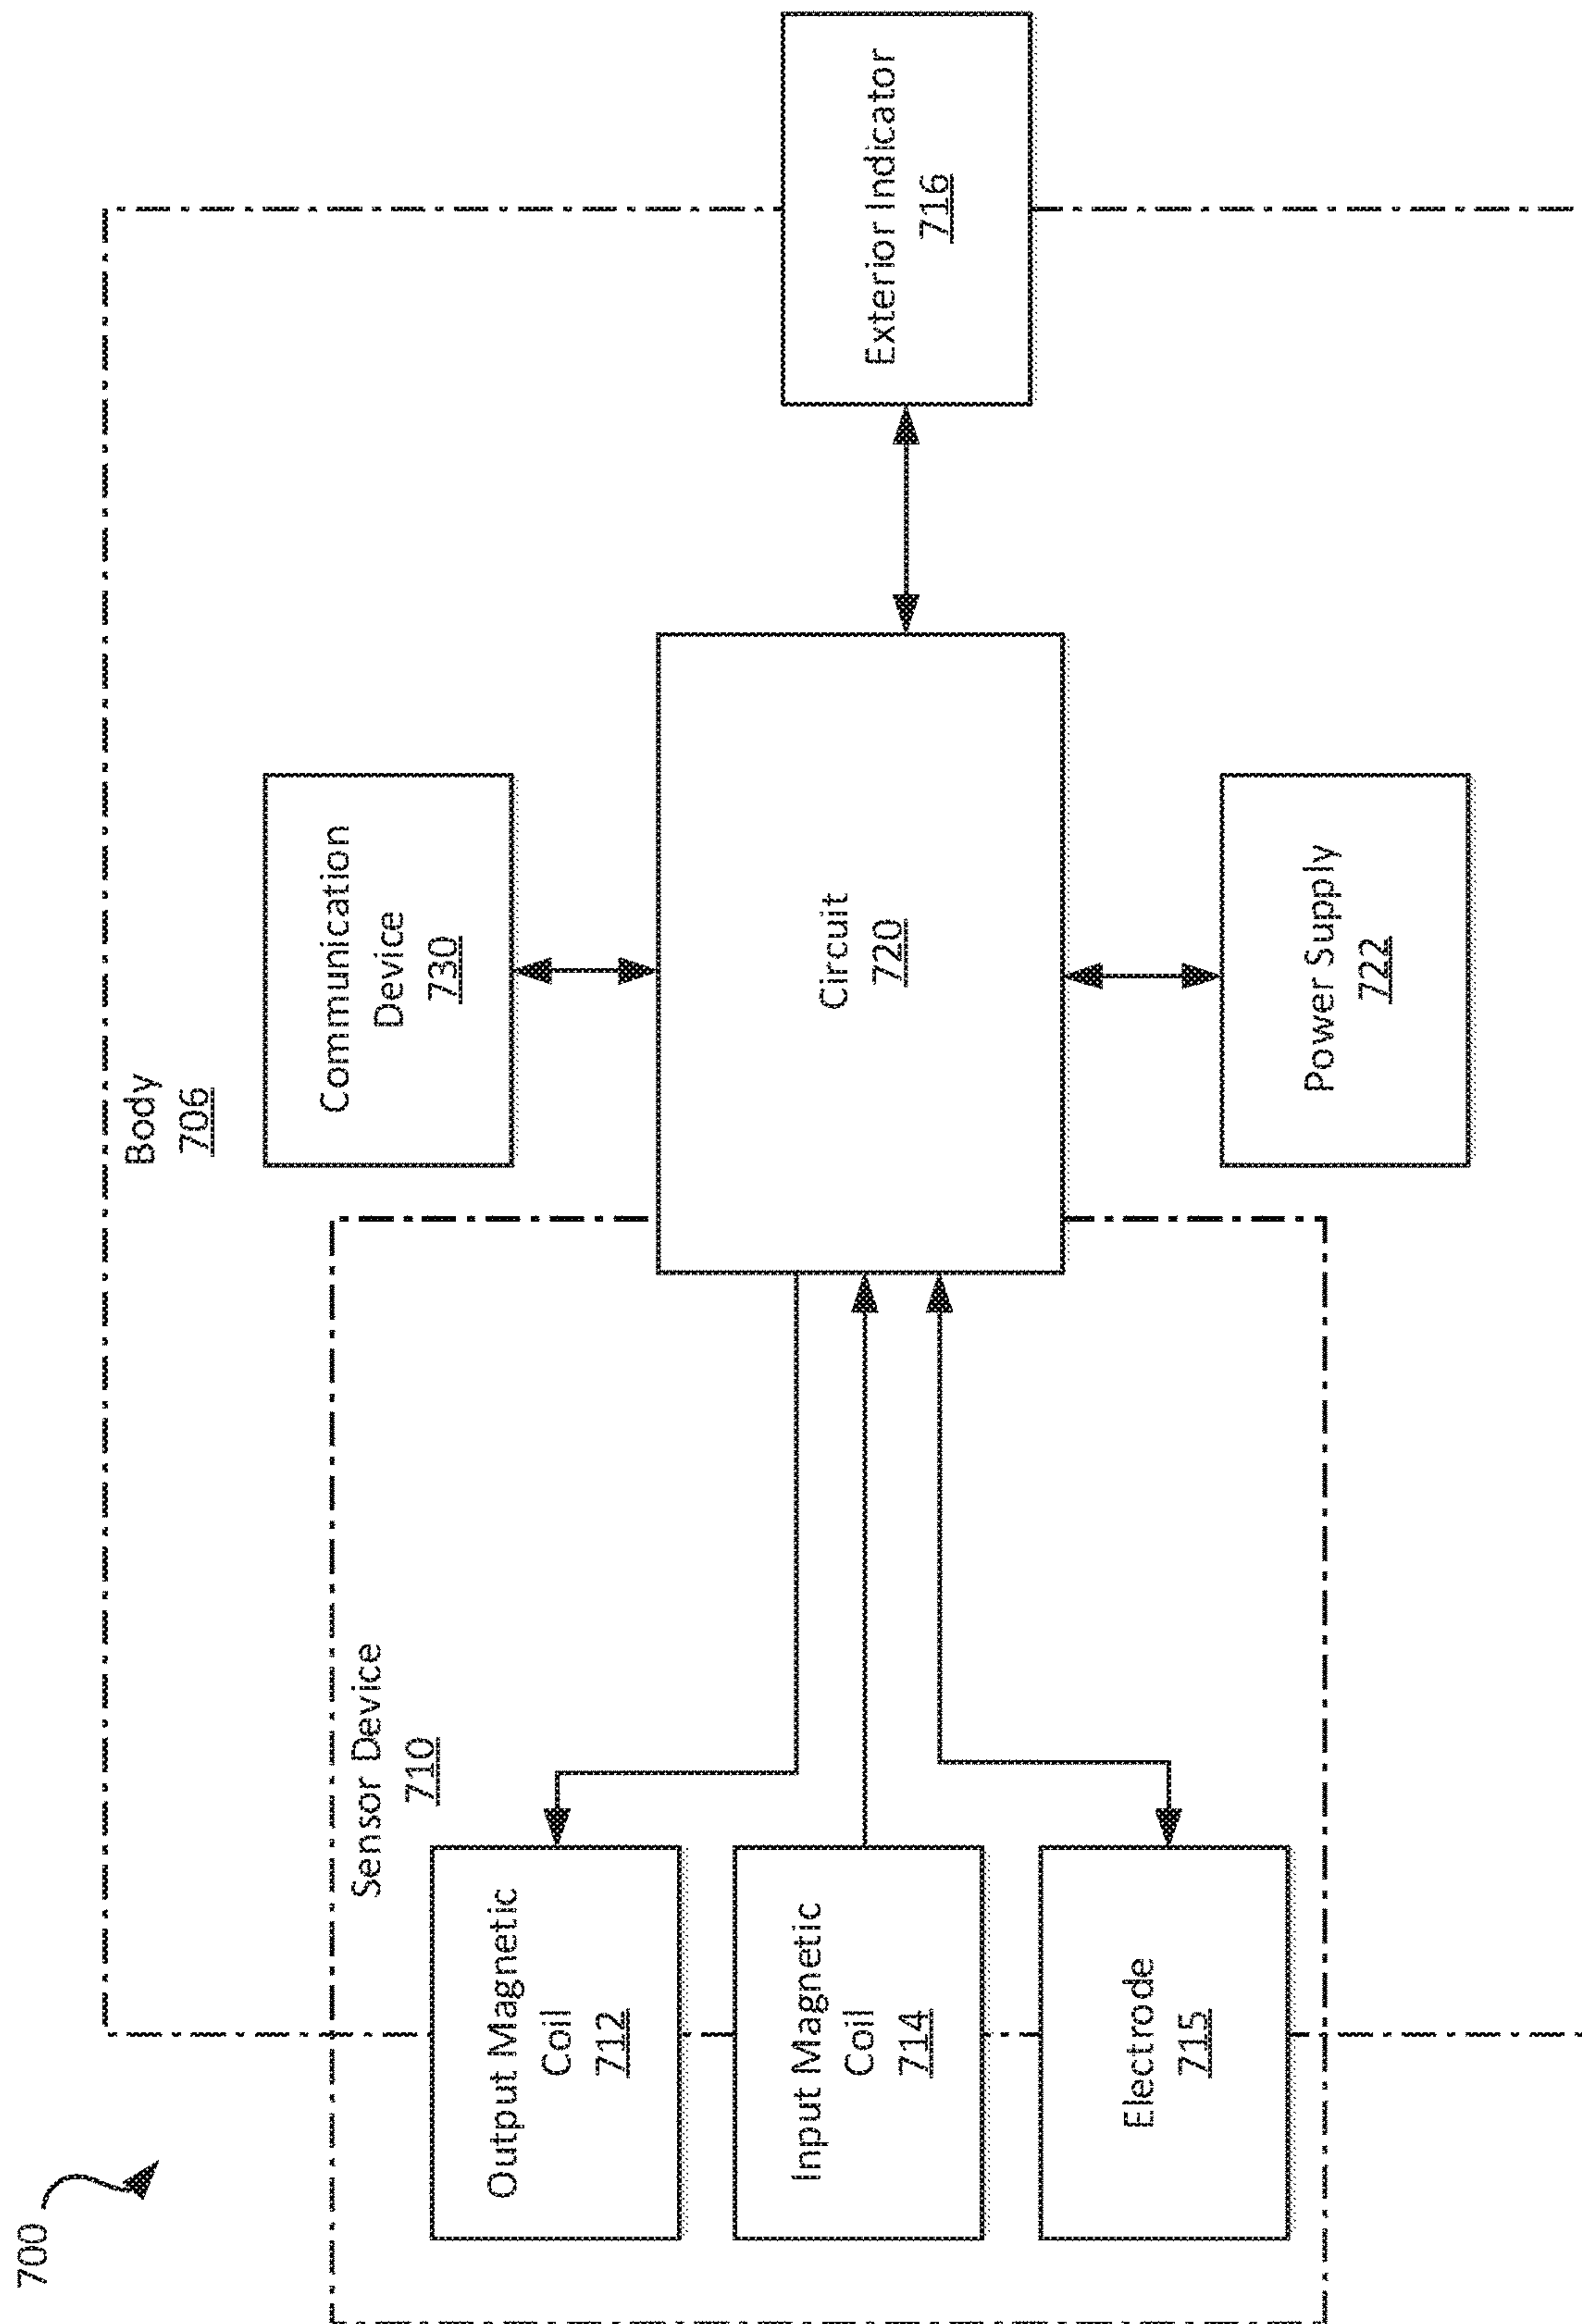 700
Body
706
Sensor Device
710
Output Magnetic
Coil
712
Input Magnetic
Coil
714
Electrode
715
Communication
Device
730
Circuit
720
Power Supply
722
Exterior Indicator
716